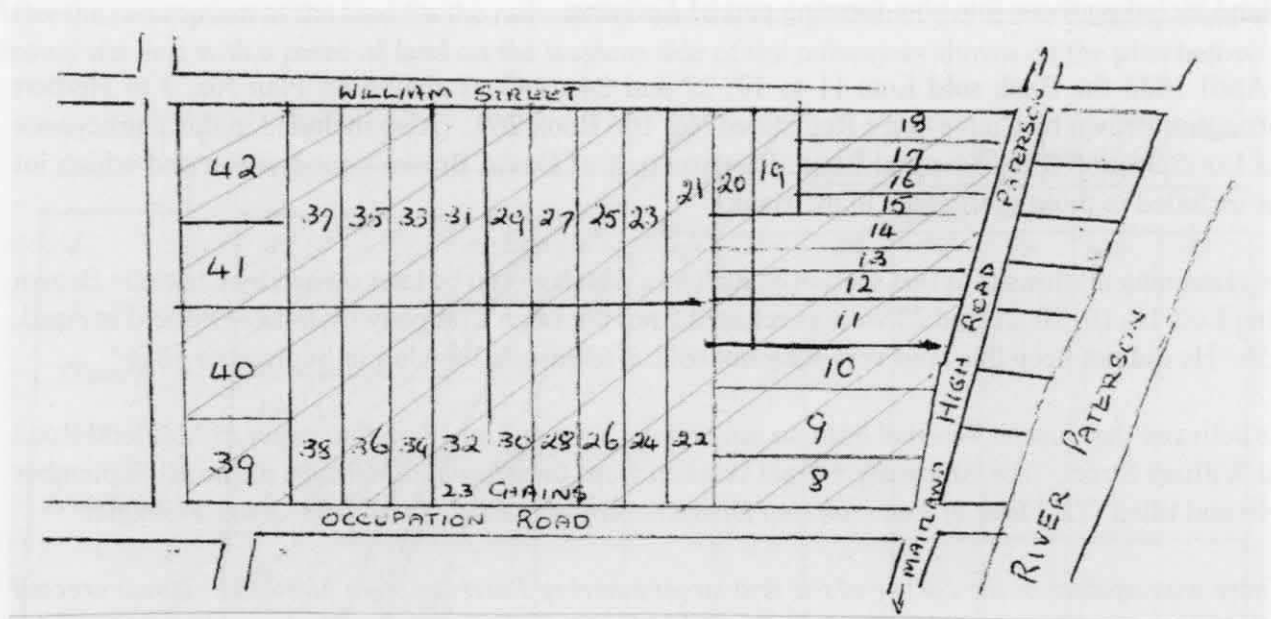 WILLIAM STREET
42
41
40
39
37 35 33 31 29 27 25 23 21 20 19
18
17
16
15
14
13
12
11
10
9
8
38 36 34 32 30 28 26 24 22
23 CHAINS
OCCUPATION ROAD
MAITLAND HIGH ROAD PATERSON
RIVER PATERSON